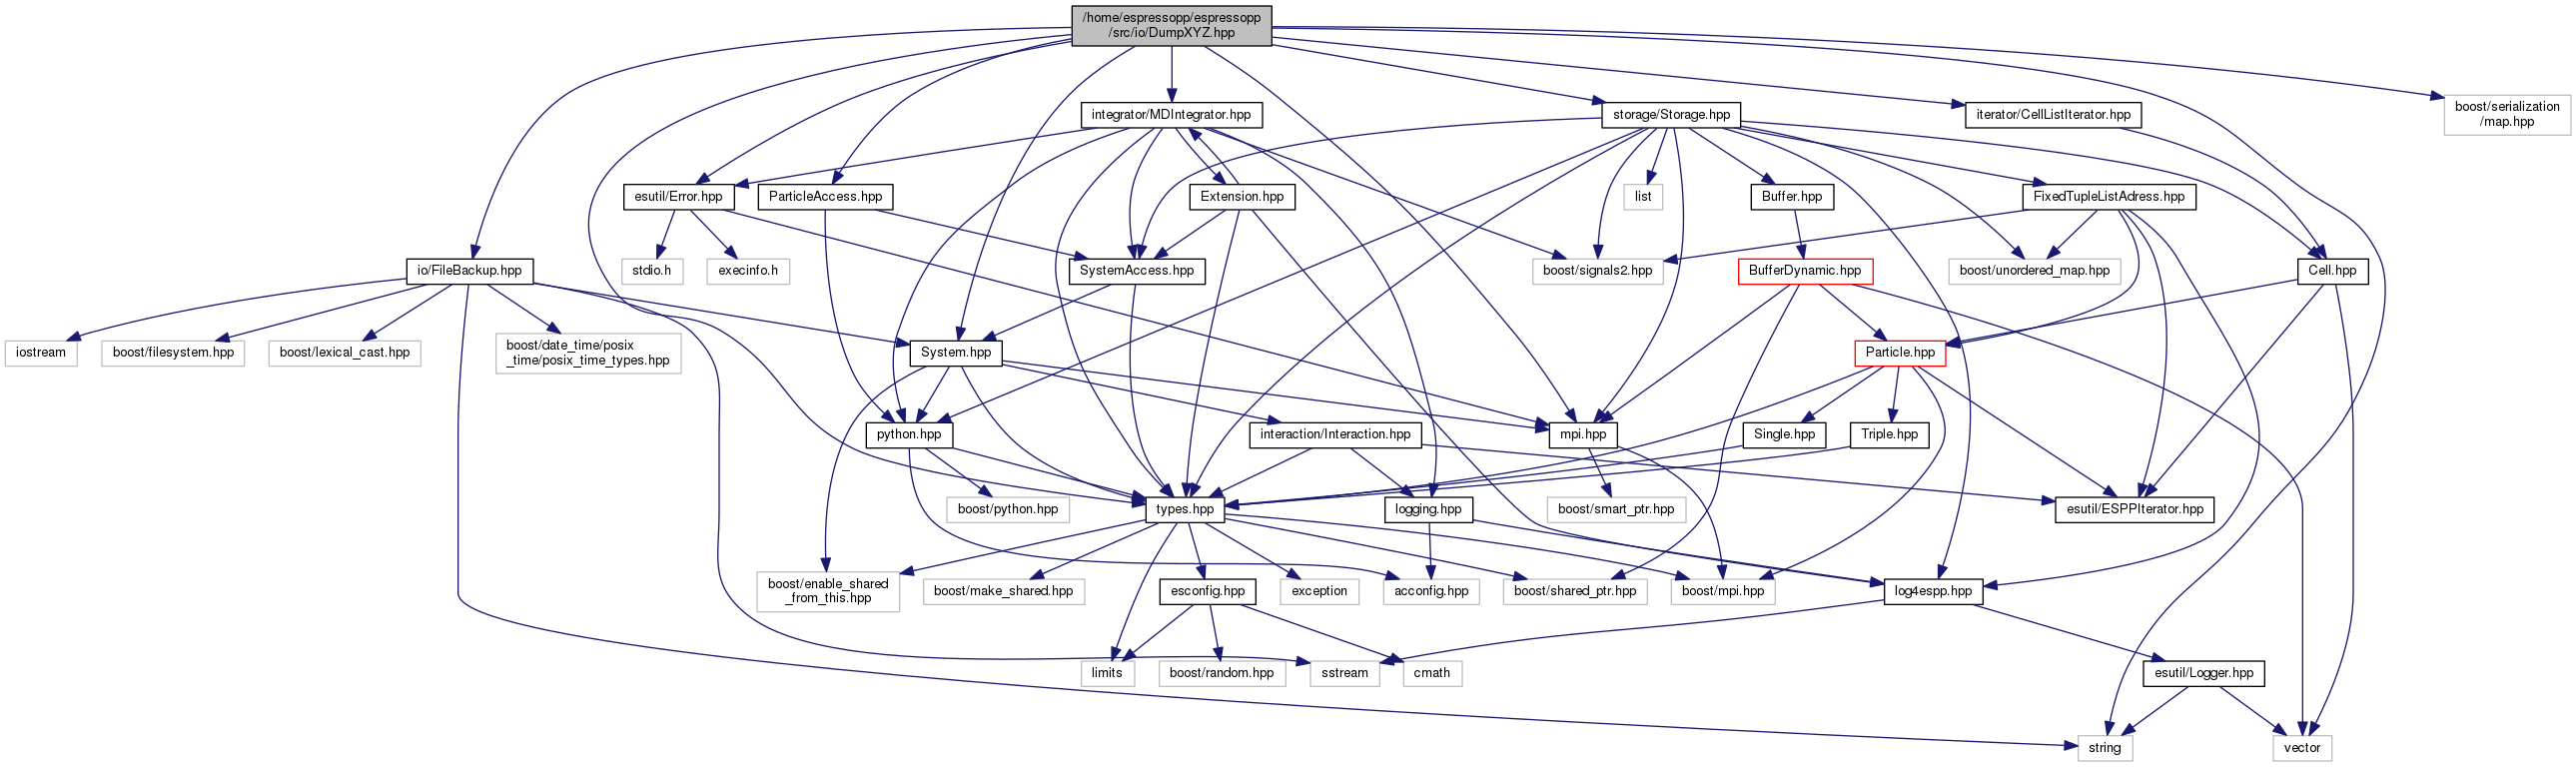 /home/espressopp/espressopp
/src/io/DumpXYZ.hpp
integrator/MDIntegrator.hpp
storage/Storage.hpp
iterator/CellListIterator.hpp
boost/serialization
/map.hpp
esutil/Error.hpp
ParticleAccess.hpp
Extension.hpp
list
Buffer.hpp
FixedTupleListAdress.hpp
io/FileBackup.hpp
stdio.h
execinfo.h
SystemAccess.hpp
boost/signals2.hpp
BufferDynamic.hpp
boost/unordered_map.hpp
Cell.hpp
iostream
boost/filesystem.hpp
boost/lexical_cast.hpp
boost/date_time/posix
_time/posix_time_types.hpp
System.hpp
Particle.hpp
python.hpp
interaction/Interaction.hpp
mpi.hpp
Single.hpp
Triple.hpp
boost/python.hpp
types.hpp
logging.hpp
boost/smart_ptr.hpp
esutil/ESPPIterator.hpp
boost/enable_shared
_from_this.hpp
boost/make_shared.hpp
esconfig.hpp
exception
acconfig.hpp
boost/shared_ptr.hpp
boost/mpi.hpp
log4espp.hpp
limits
boost/random.hpp
sstream
cmath
esutil/Logger.hpp
string
vector